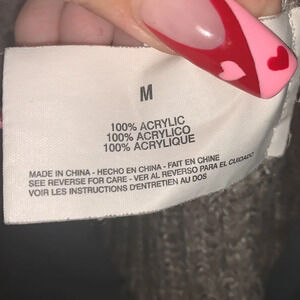 M
100% ACRYLIC
100% ACRYLICO
100% ACRYLIQUE
MADE IN CHINA - HECHO EN CHINA - FAIT EN CHINE
SEE REVERSE FOR CARE - VER AL REVERSO PARA EL CUIDADO
VOIR LES INSTRUCTIONS D'ENTRETIEN AU DOS